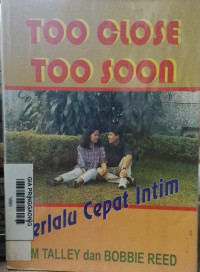 TOO CLOSE
TOO SOON
erlalu Cepat Intim
M TALLEY dan BOBBIE REED